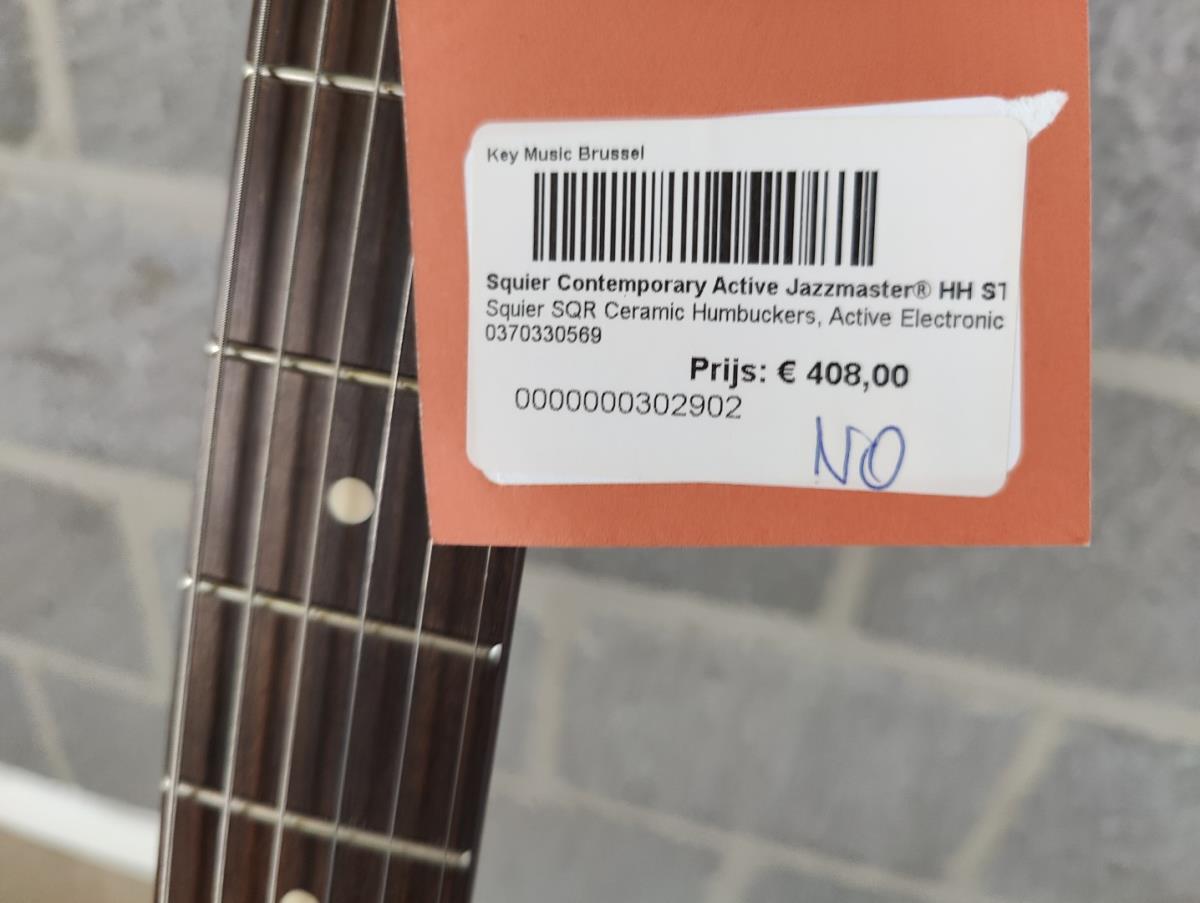 Key Music Brussel
Squier Contemporary Active Jazzmaster® HH ST
Squier SQR Ceramic Humbuckers, Active Electronic
0370330569
Prijs: € 408,00
0000000302902
NO